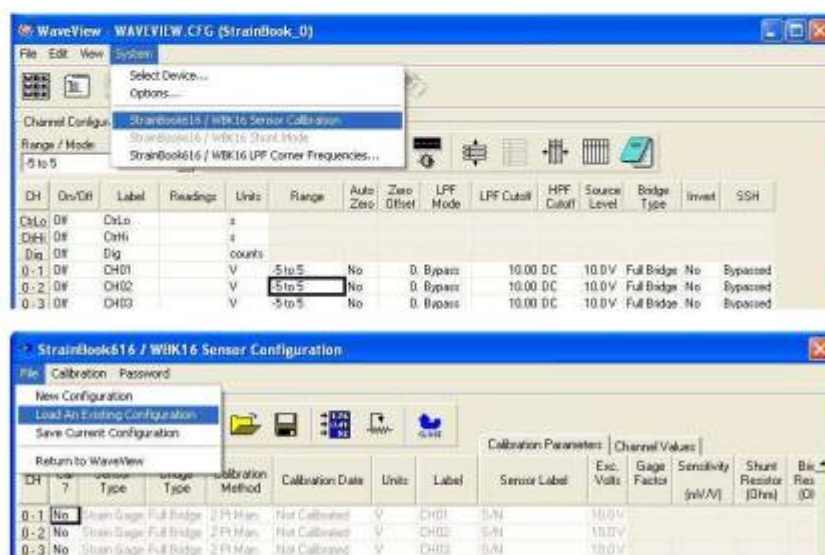 WaveView - WAVEVIEW.CFG (StrainBook_0)
File Edit View System
Select Device...
Options...
StrainBook616 / WBK16 Sensor Calibration
StrainBook616 / WBK16 Shunt Mode
StrainBook616 / WBK16 LPF Corner Frequencies...
Channel Configur
Range / Mode
-5 to 5
CH On/Off Label Readings Units Range Auto Zero Zero Offset LPF Mode LPF Cutoff HPF Cutoff Source Level Bridge Type Invert SSH
CtrLo Off CtrLo s
CtrHi Off CtrHi s
Dig Off Dig counts
0-1 Off CH01 V -5 to 5 No 0. Bypass 10.00 DC 10.0 V Full Bridge No Bypassed
0-2 Off CH02 V -5 to 5 No 0. Bypass 10.00 DC 10.0 V Full Bridge No Bypassed
0-3 Off CH03 V -5 to 5 No 0. Bypass 10.00 DC 10.0 V Full Bridge No Bypassed
StrainBook616 / WBK16 Sensor Configuration
File Calibration Password
New Configuration
Load An Existing Configuration
Save Current Configuration
Return to WaveView
Calibration Parameters Channel Values
CH ? Type Type Calibration Method Calibration Date Units Label Sensor Label Exc. Volts Gage Factor Sensitivity (mV/V) Shunt Resistor (Ohms)
0-1 No Strain Gage Full Bridge 2 Pt Man. Not Calibrated V CH01 S/N 10.0 V
0-2 No Strain Gage Full Bridge 2 Pt Man. Not Calibrated V CH02 S/N 10.0 V
0-3 No Strain Gage Full Bridge 2 Pt Man. Not Calibrated V CH03 S/N 10.0 V